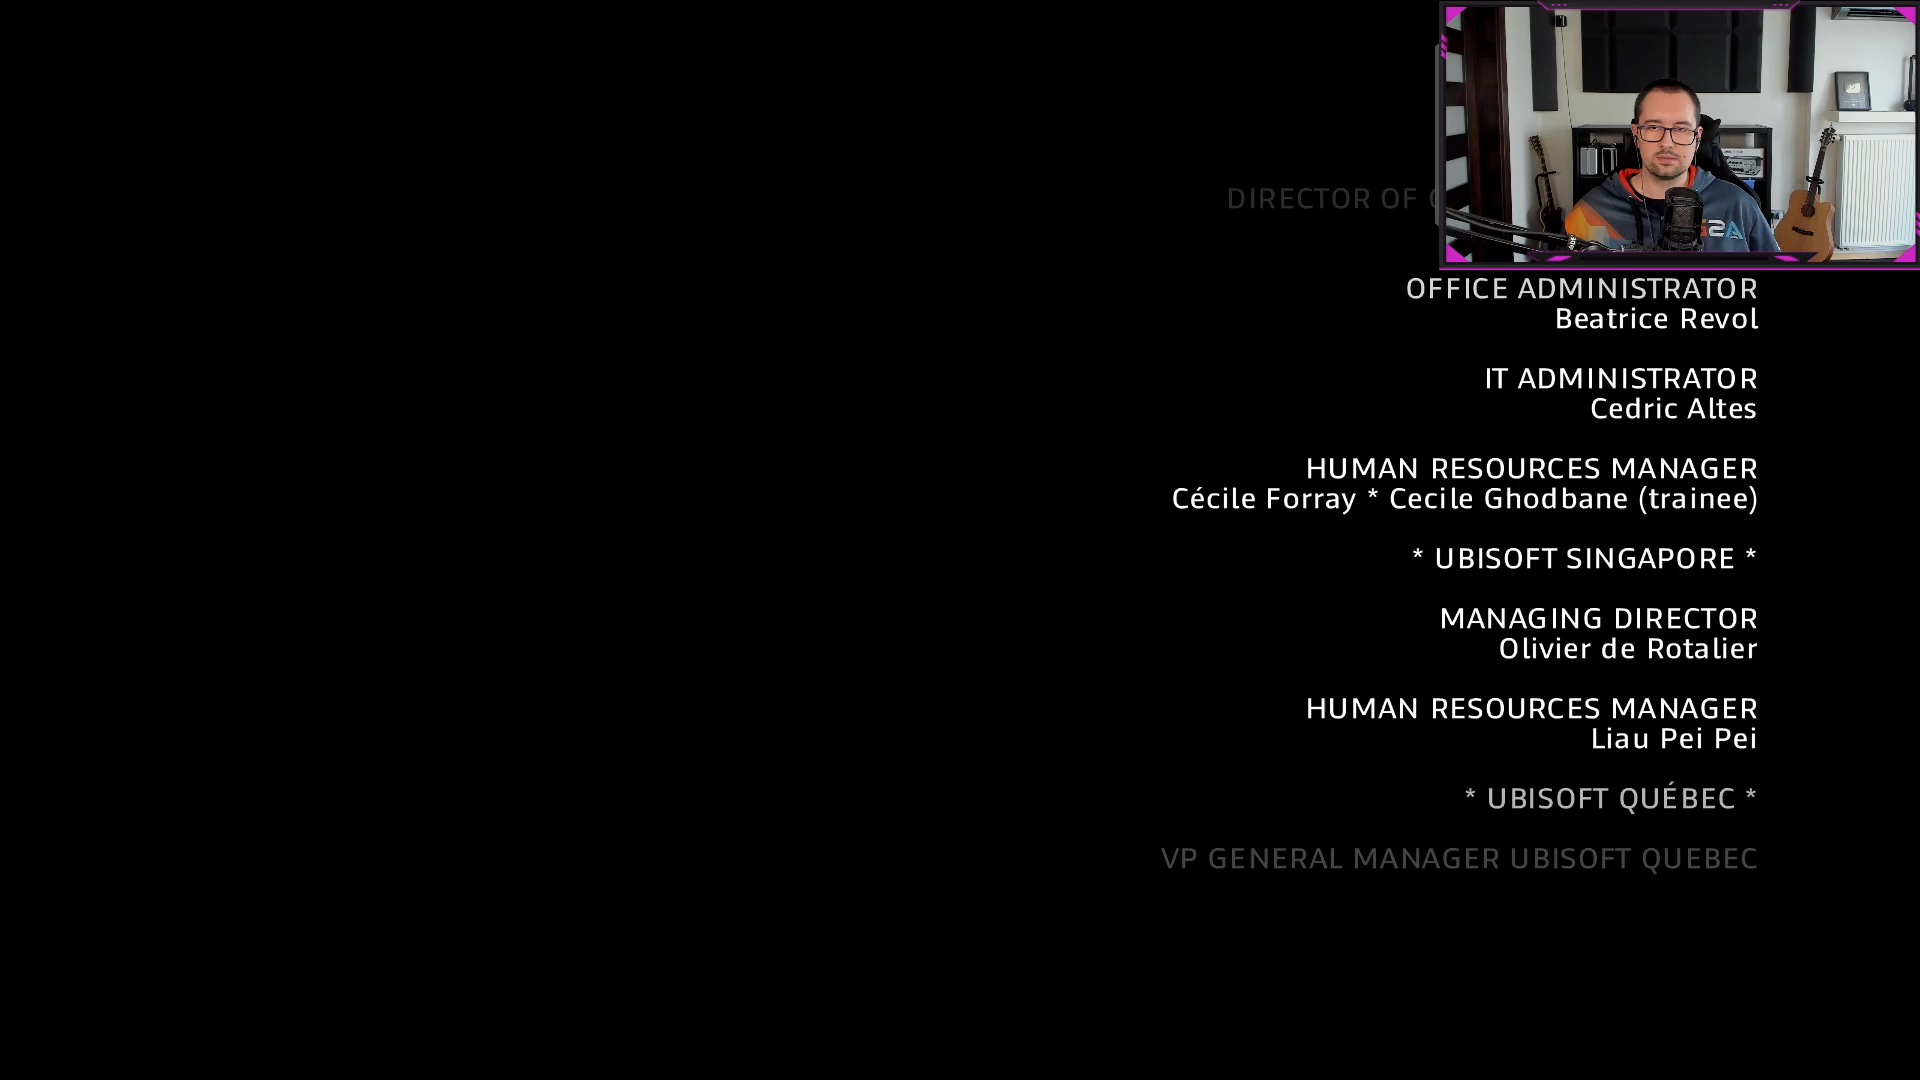 DIRECTOR OF
OFFICE ADMINISTRATOR
Beatrice Revol
IT ADMINISTRATOR
Cedric Altes
HUMAN RESOURCES MANAGER
Cécile Forray * Cecile Ghodbane (trainee)
* UBISOFT SINGAPORE *
MANAGING DIRECTOR
Olivier de Rotalier
HUMAN RESOURCES MANAGER
Liau Pei Pei
* UBISOFT QUÉBEC *
VP GENERAL MANAGER UBISOFT QUEBEC